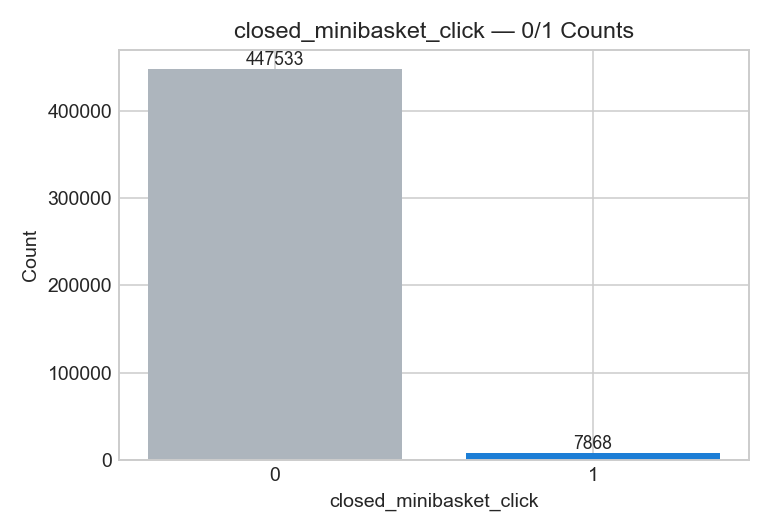 closed_minibasket_click — 0/1 Counts
447533
400000
300000
Count
200000
100000
7868
0
0 1
closed_minibasket_click